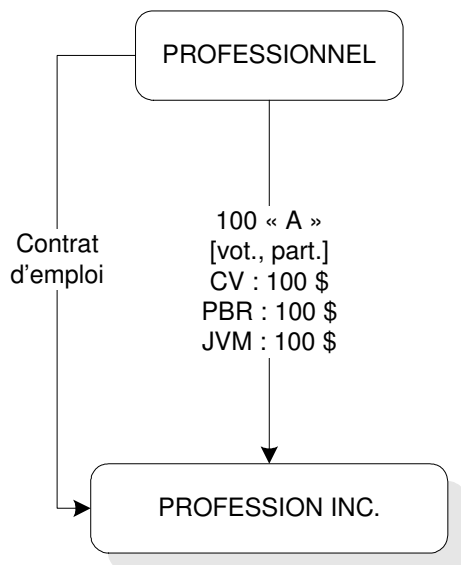 PROFESSIONNEL
Contrat
d'emploi
100 « A »
[vot., part.]
CV : 100 $
PBR : 100 $
JVM : 100 $
PROFESSION INC.